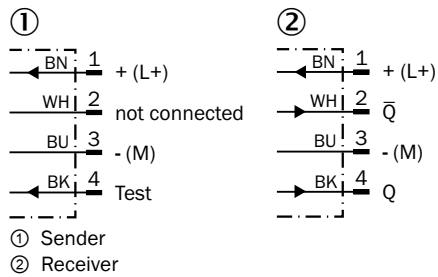 ① ②
BN 1 + (L+) BN 1 + (L+)
WH 2 not connected WH 2 Q̅
BU 3 - (M) BU 3 - (M)
BK 4 Test BK 4 Q
① Sender
② Receiver